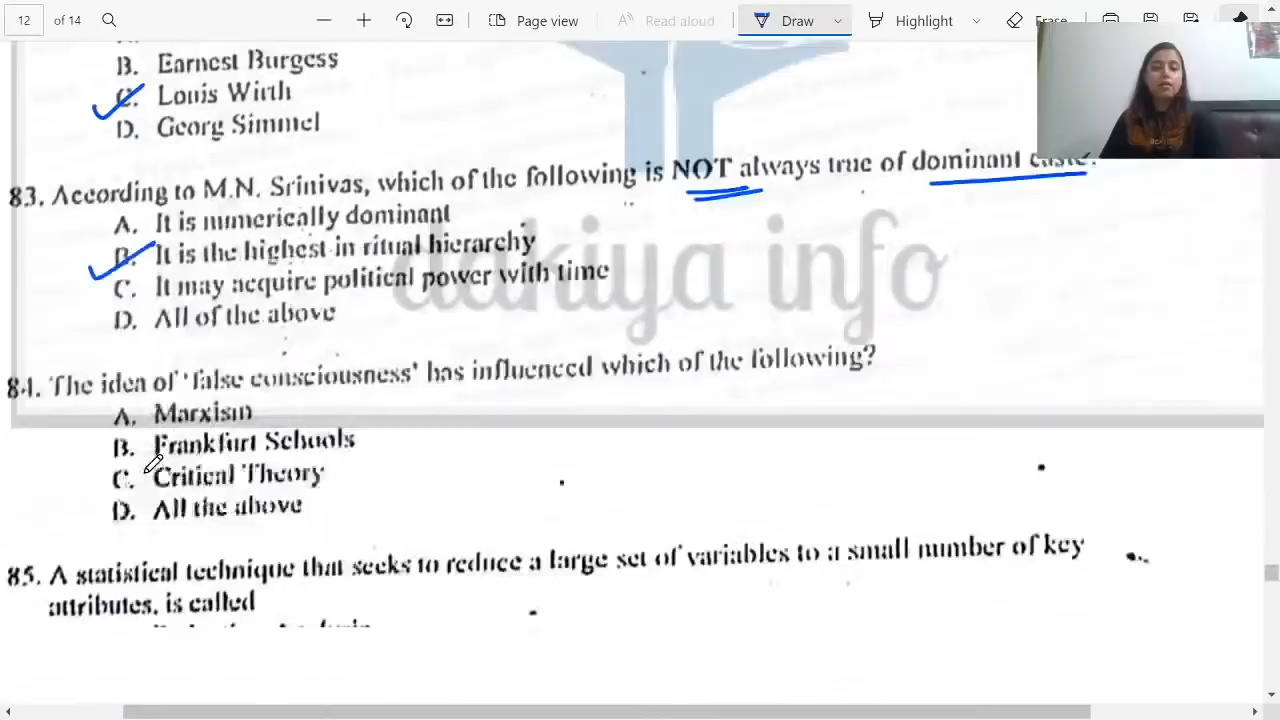 12 of 14 Page view Read aloud Draw Highlight Erase
B. Earnest Burgess
C. Louis Wirth
D. Georg Simmel
83. According to M.N. Srinivas, which of the following is NOT always true of dominant caste?
A. It is numerically dominant
B. It is the highest in ritual hierarchy
C. It may acquire political power with time
D. All of the above
dakiya info
84. The idea of 'false consciousness' has influenced which of the following?
A. Marxism
B. Frankfurt Schools
C. Critical Theory
D. All the above
85. A statistical technique that seeks to reduce a large set of variables to a small number of key
attributes, is called